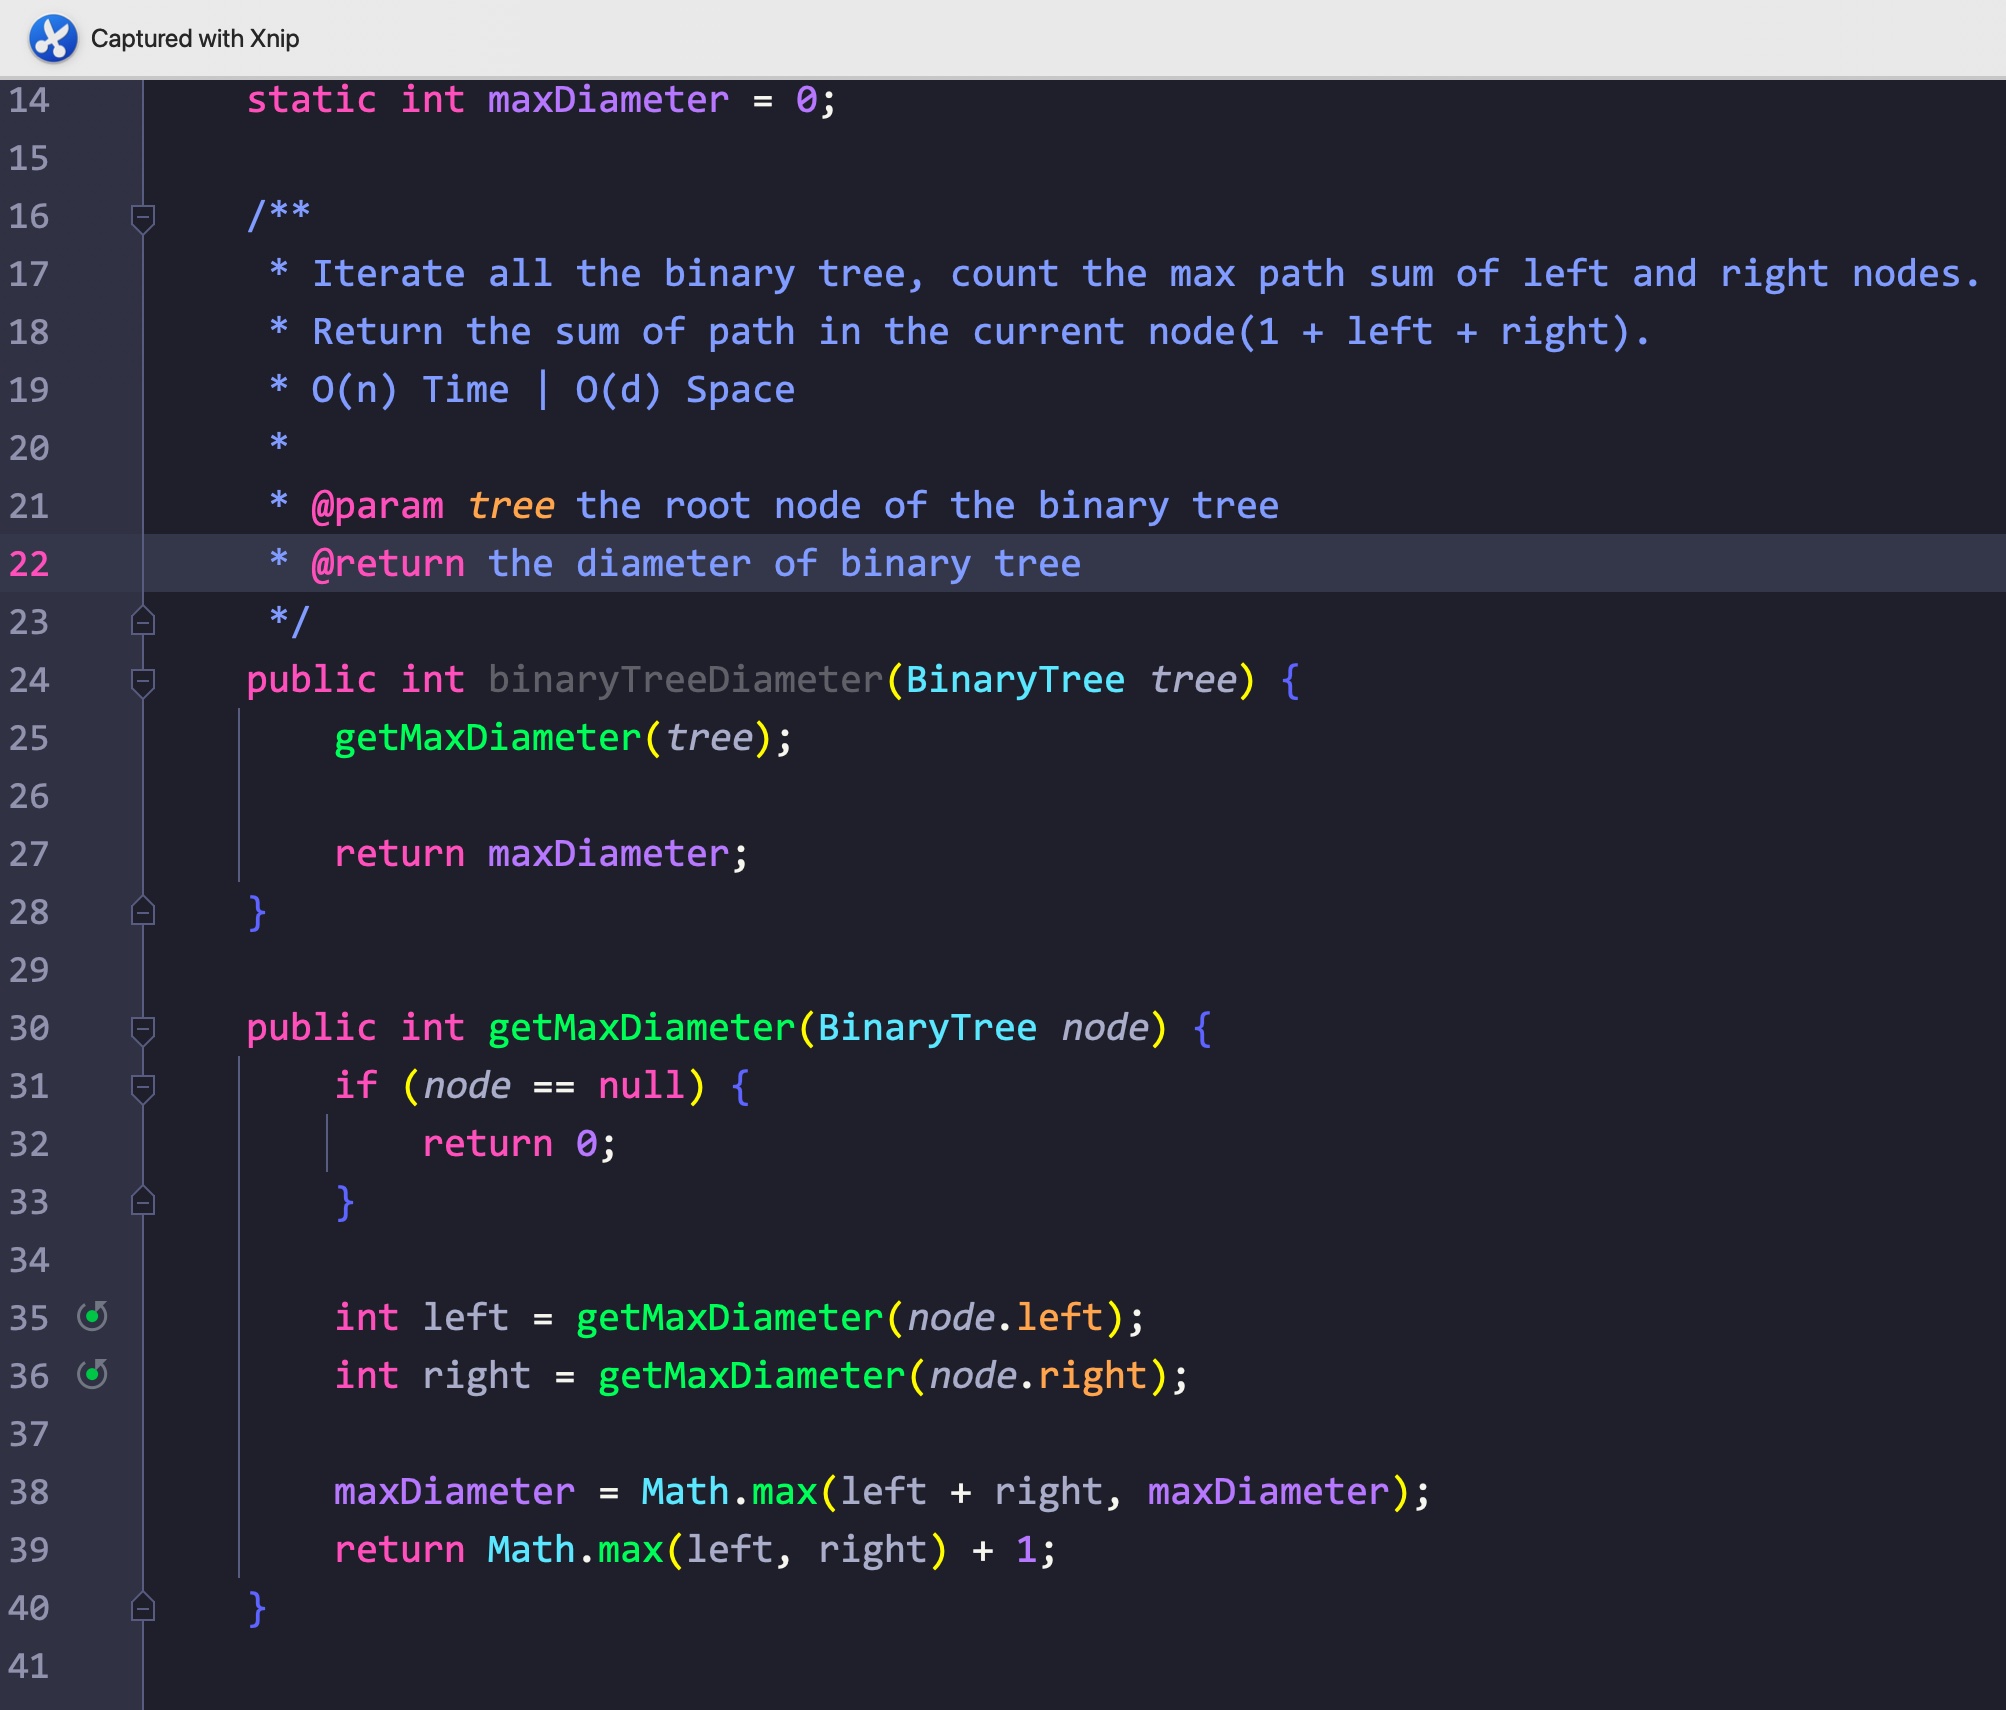 Captured with Xnip
14 static int maxDiameter = 0;
15
16 /**
17 * Iterate all the binary tree, count the max path sum of left and right nodes.
18 * Return the sum of path in the current node(1 + left + right).
19 * O(n) Time | O(d) Space
20 *
21 * @param tree the root node of the binary tree
22 * @return the diameter of binary tree
23 */
24 public int binaryTreeDiameter(BinaryTree tree) {
25 getMaxDiameter(tree);
26
27 return maxDiameter;
28 }
29
30 public int getMaxDiameter(BinaryTree node) {
31 if (node == null) {
32 return 0;
33 }
34
35 int left = getMaxDiameter(node.left);
36 int right = getMaxDiameter(node.right);
37
38 maxDiameter = Math.max(left + right, maxDiameter);
39 return Math.max(left, right) + 1;
40 }
41